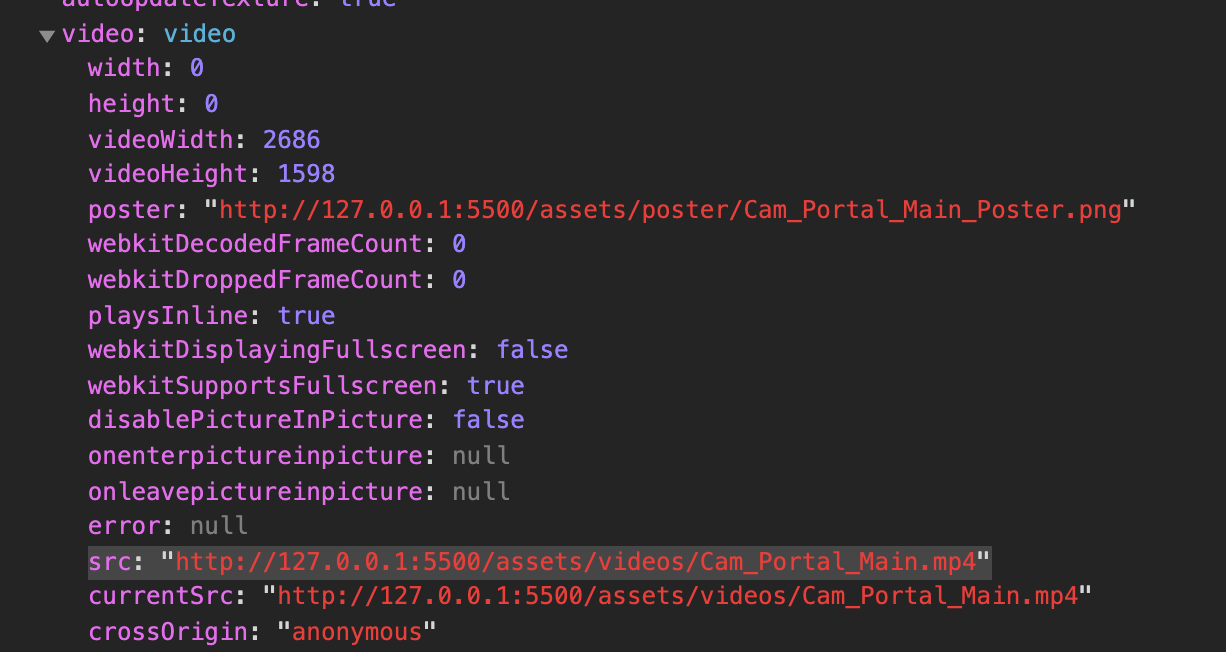 autoUpdateTexture: true
video: video
width: 0
height: 0
videoWidth: 2686
videoHeight: 1598
poster: "http://127.0.0.1:5500/assets/poster/Cam_Portal_Main_Poster.png"
webkitDecodedFrameCount: 0
webkitDroppedFrameCount: 0
playsInline: true
webkitDisplayingFullscreen: false
webkitSupportsFullscreen: true
disablePictureInPicture: false
onenterpictureinpicture: null
onleavepictureinpicture: null
error: null
src: "http://127.0.0.1:5500/assets/videos/Cam_Portal_Main.mp4"
currentSrc: "http://127.0.0.1:5500/assets/videos/Cam_Portal_Main.mp4"
crossOrigin: "anonymous"